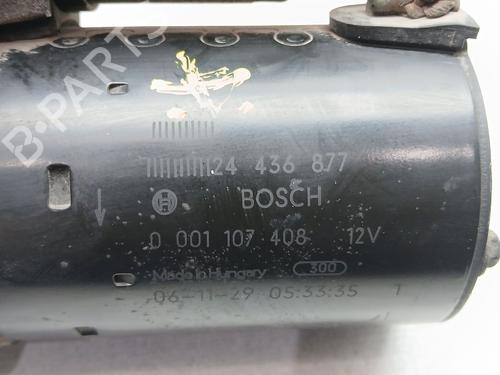 24 436 877
BOSCH
0 001 107 408 12V
Made in Hungary 300
06-11-29 05:33:35 1
B-PARTS